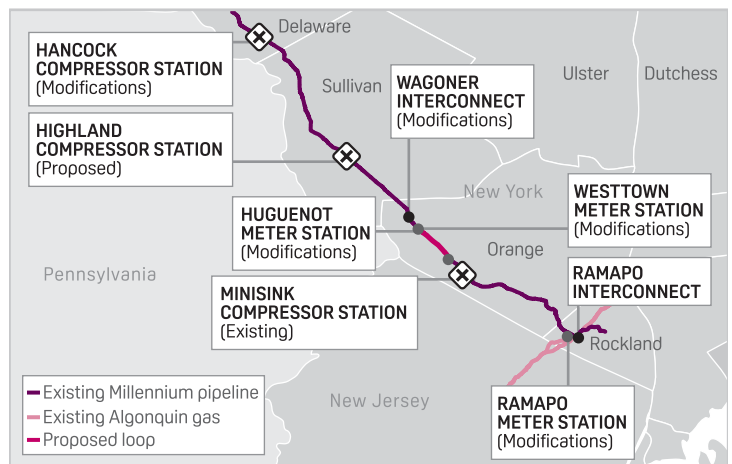 Delaware
HANCOCK
COMPRESSOR STATION
(Modifications)
Sullivan
WAGONER
INTERCONNECT
(Modifications)
Ulster
Dutchess
HIGHLAND
COMPRESSOR STATION
(Proposed)
New York
WESTTOWN
METER STATION
(Modifications)
HUGUENOT
METER STATION
(Modifications)
Orange
Pennsylvania
RAMAPO
INTERCONNECT
MINISINK
COMPRESSOR STATION
(Existing)
Rockland
Existing Millennium pipeline
Existing Algonquin gas
Proposed loop
New Jersey
RAMAPO
METER STATION
(Modifications)